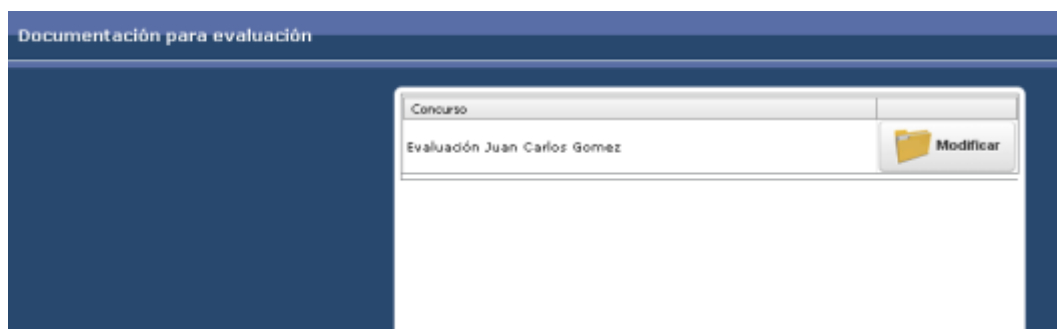 Documentación para evaluación
Concurso
Evaluación Juan Carlos Gomez
Modificar